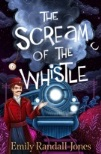 THE
SCREAM
OF THE
WHISTLE
Emily Randall-Jones